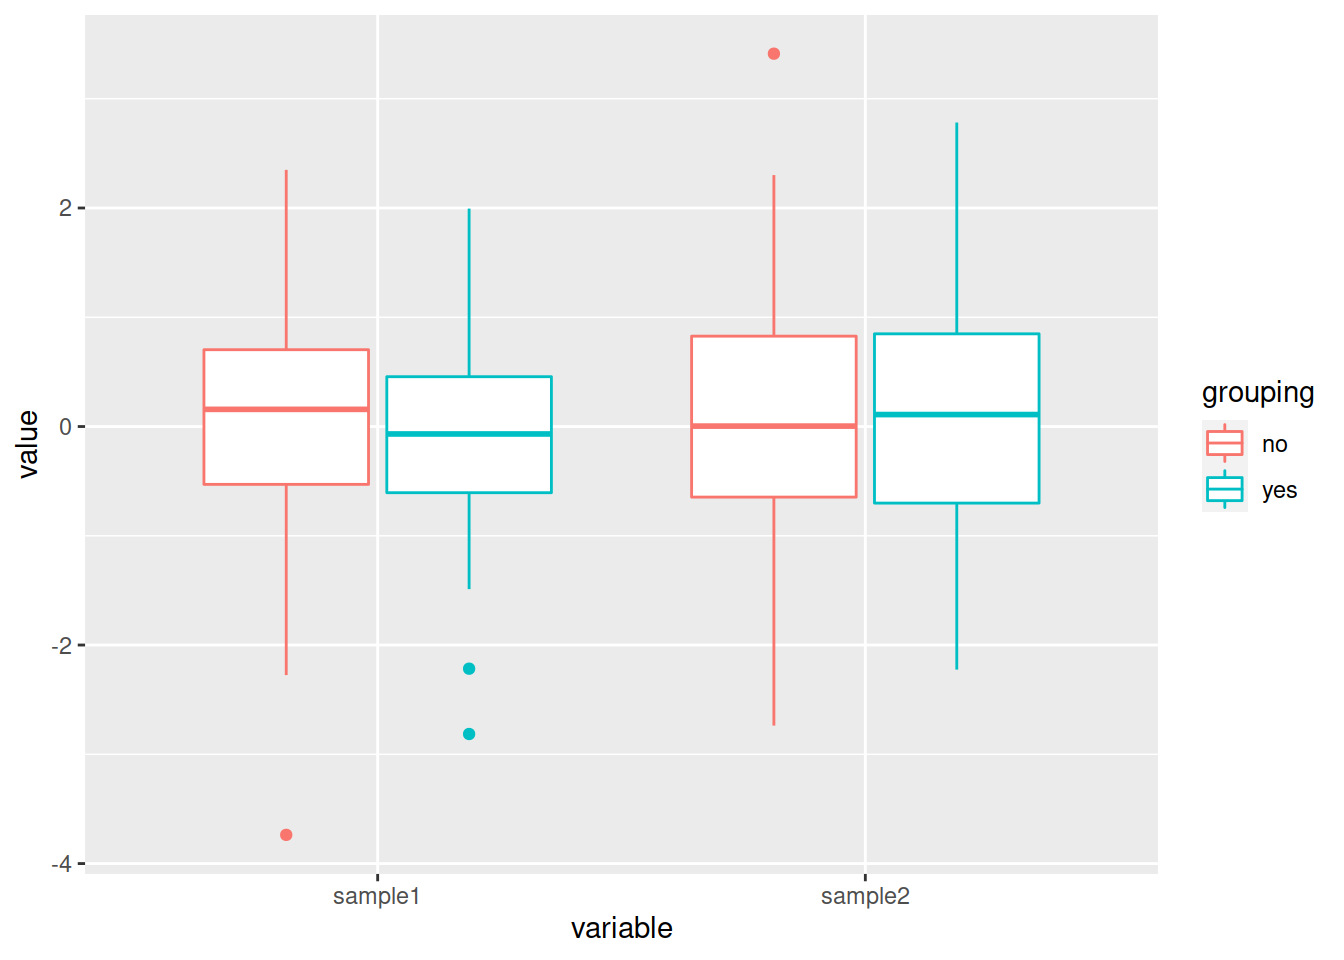 value
2
0
-2
-4
sample1
sample2
variable
grouping
no
yes